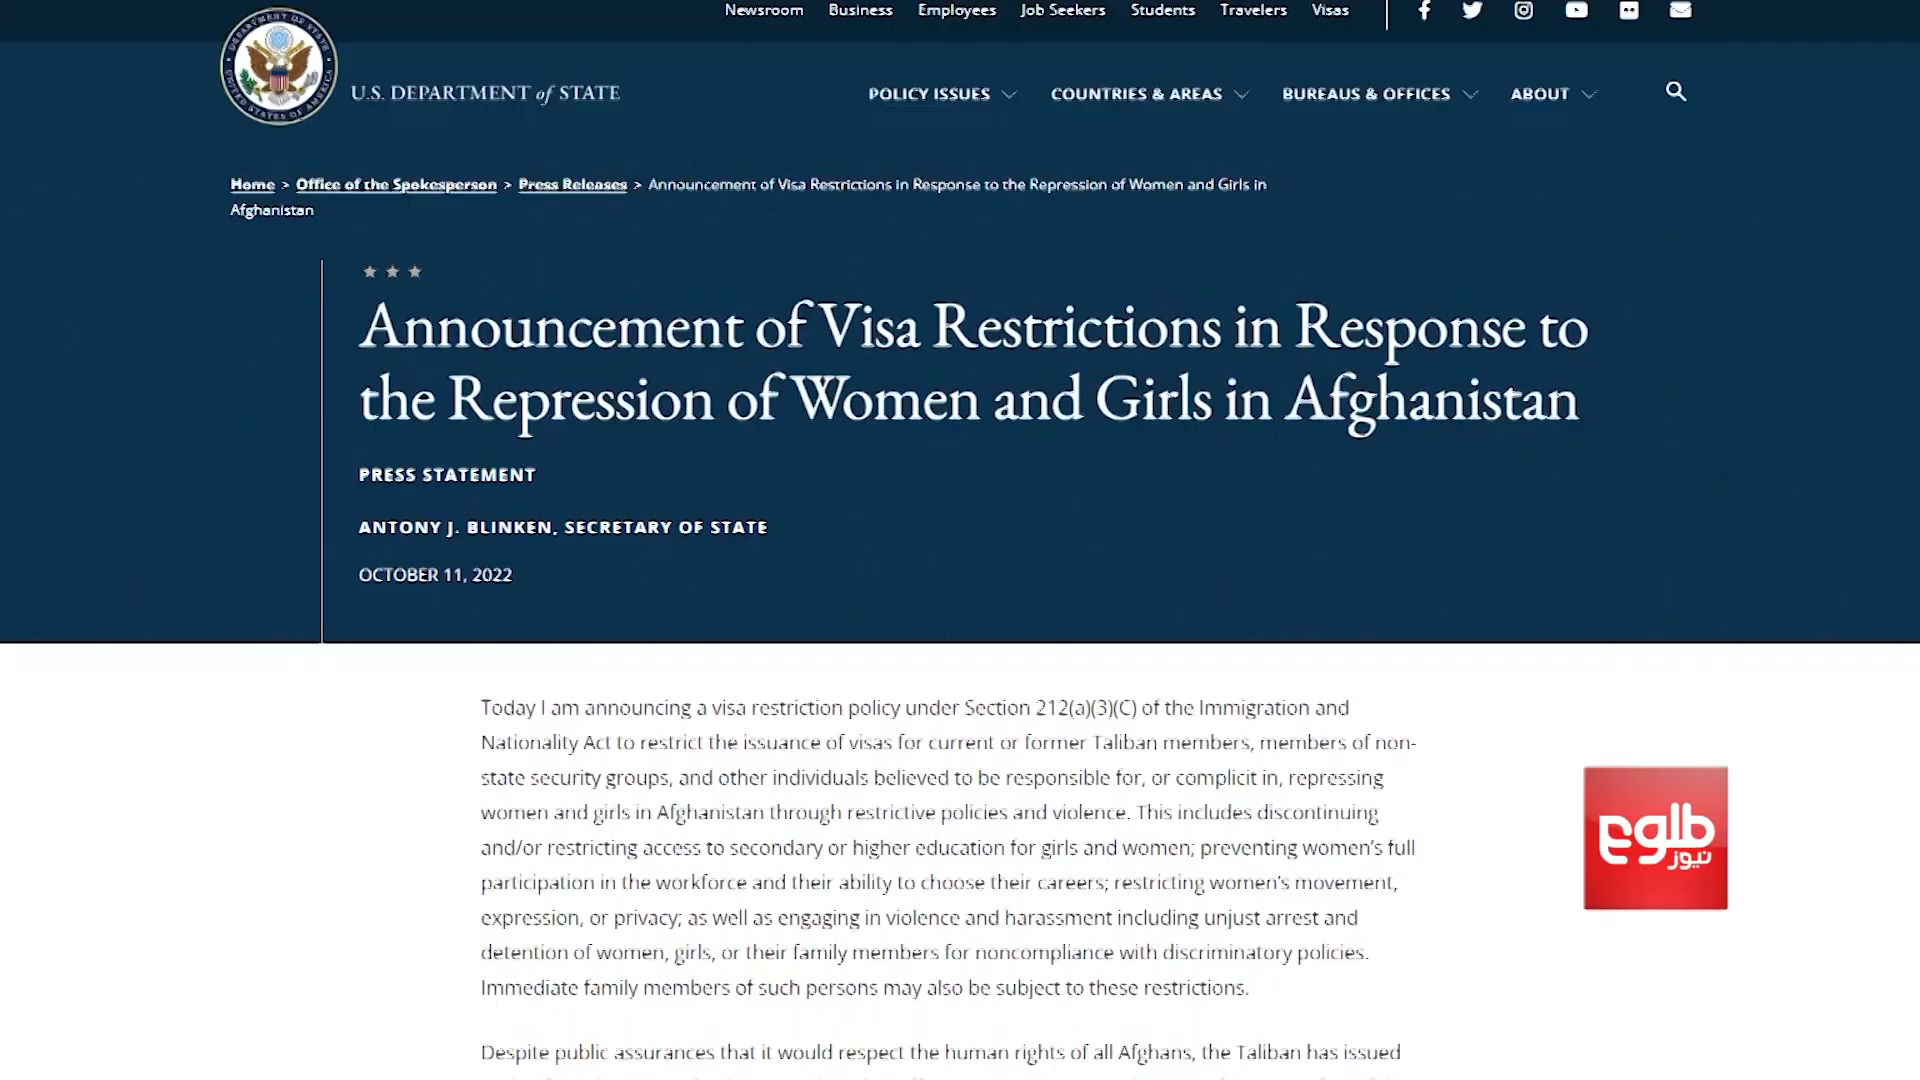 Newsroom Business Employees Job Seekers Students Travelers Visas
U.S. DEPARTMENT of STATE
POLICY ISSUES COUNTRIES & AREAS BUREAUS & OFFICES ABOUT
Home > Office of the Spokesperson > Press Releases > Announcement of Visa Restrictions in Response to the Repression of Women and Girls in
Afghanistan
Announcement of Visa Restrictions in Response to
the Repression of Women and Girls in Afghanistan
PRESS STATEMENT
ANTONY J. BLINKEN, SECRETARY OF STATE
OCTOBER 11, 2022
Today I am announcing a visa restriction policy under Section 212(a)(3)(C) of the Immigration and
Nationality Act to restrict the issuance of visas for current or former Taliban members, members of non-
state security groups, and other individuals believed to be responsible for, or complicit in, repressing
women and girls in Afghanistan through restrictive policies and violence. This includes discontinuing
and/or restricting access to secondary or higher education for girls and women; preventing women’s full
participation in the workforce and their ability to choose their careers; restricting women’s movement,
expression, or privacy; as well as engaging in violence and harassment including unjust arrest and
detention of women, girls, or their family members for noncompliance with discriminatory policies.
Immediate family members of such persons may also be subject to these restrictions.
Despite public assurances that it would respect the human rights of all Afghans, the Taliban has issued
طلوع
نیوز